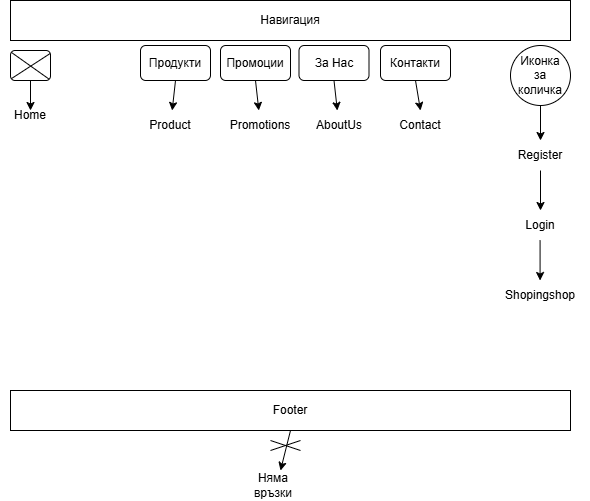 Навигация
Продукти
Промоции
За Нас
Контакти
Иконка
за
количка
Home
Product
Promotions
AboutUs
Contact
Register
Login
Shopingshop
Footer
Няма
връзки